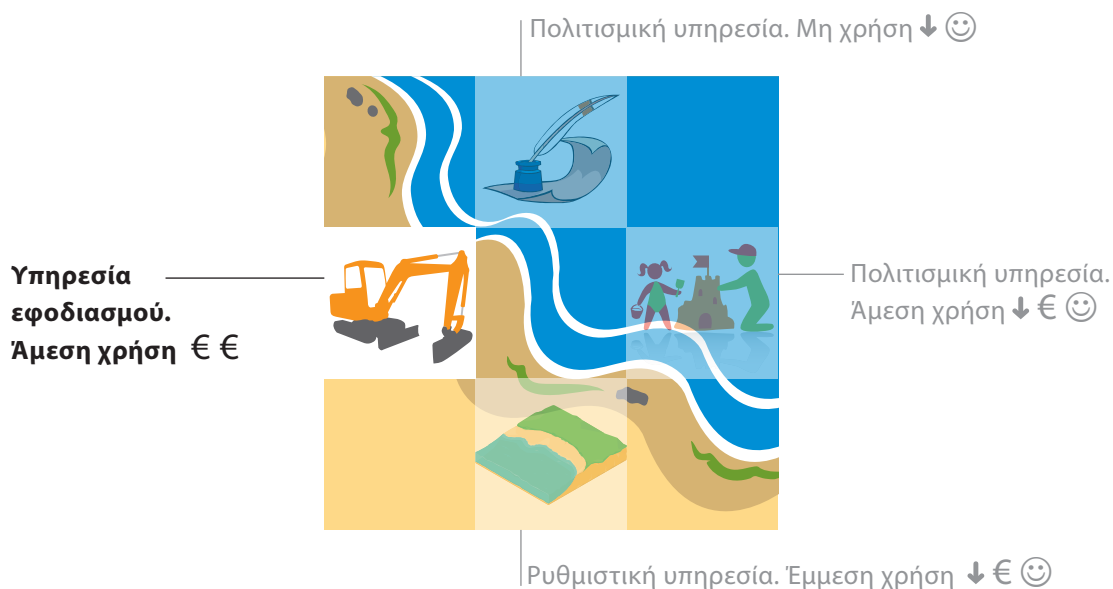 Πολιτισμική υπηρεσία. Μη χρήση ↓ ☺
Υπηρεσία
εφοδιασμού.
Άμεση χρήση € €
Πολιτισμική υπηρεσία.
Άμεση χρήση ↓ € ☺
Ρυθμιστική υπηρεσία. Έμμεση χρήση ↓ € ☺